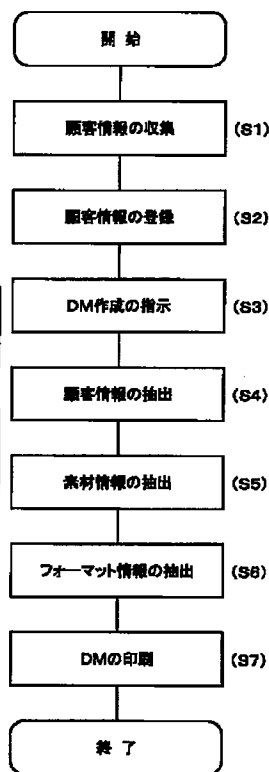 開 始
顧客情報の収集 (S1)
顧客情報の登録 (S2)
DM作成の指示 (S3)
顧客情報の抽出 (S4)
素材情報の抽出 (S5)
フォーマット情報の抽出 (S6)
DMの印刷 (S7)
終 了